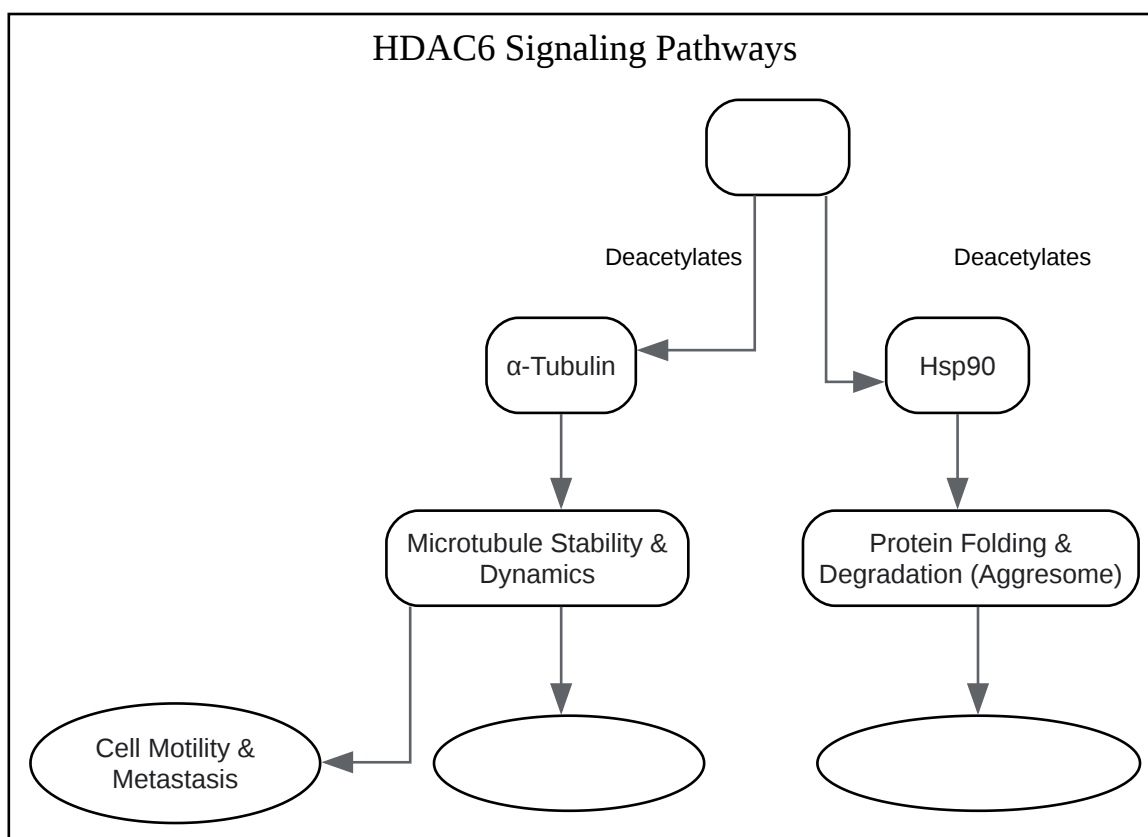 HDAC6 Signaling Pathways
Deacetylates
Deacetylates
α-Tubulin
Hsp90
Microtubule Stability &
Dynamics
Protein Folding &
Degradation (Aggresome)
Cell Motility &
Metastasis